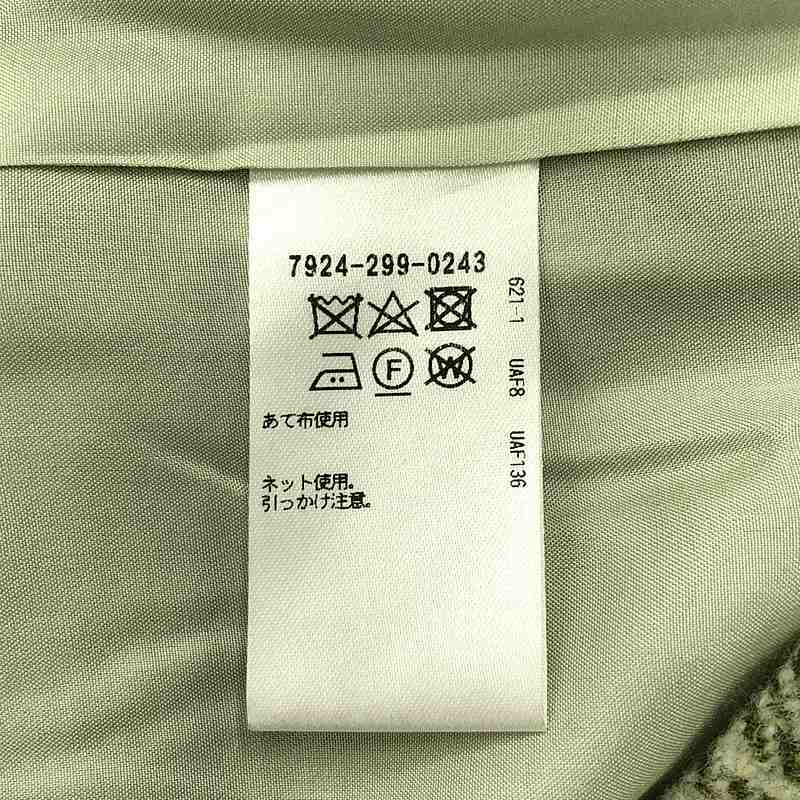 7924-299-0243
F W
あて布使用
ネット使用。
引っかけ注意。
621-1 UAF8 UAF136